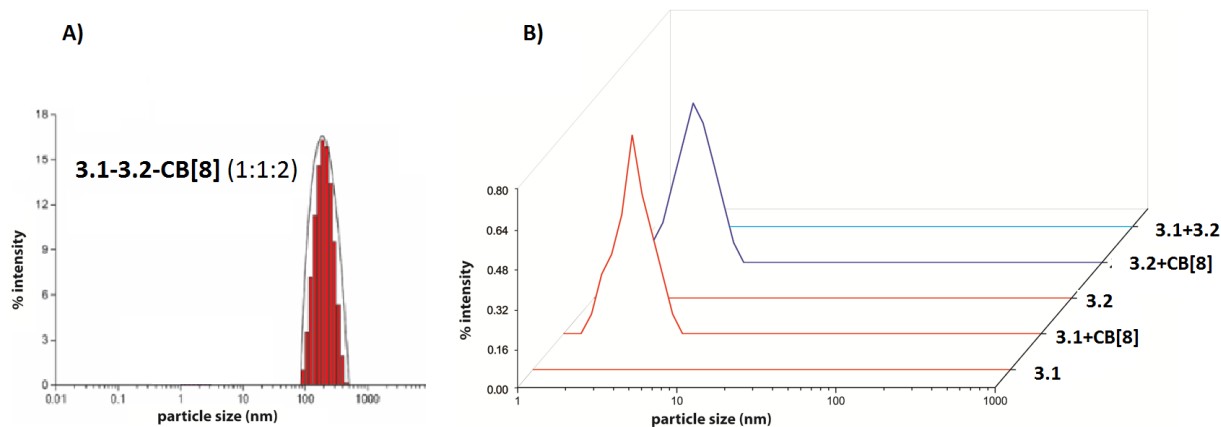 A)
18
15
12
9
6
3
0
% intensity
3.1-3.2-CB[8] (1:1:2)
0.01 0.1 1 10 100 1000
particle size (nm)
B)
0.80
0.64
0.48
0.32
0.16
0.00
% intensity
1 10 100 1000
particle size (nm)
3.1+3.2
3.2+CB[8]
3.2
3.1+CB[8]
3.1